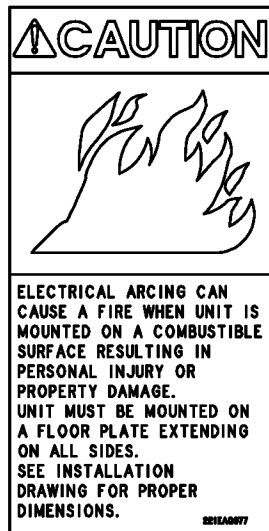 CAUTION
ELECTRICAL ARCING CAN
CAUSE A FIRE WHEN UNIT IS
MOUNTED ON A COMBUSTIBLE
SURFACE RESULTING IN
PERSONAL INJURY OR
PROPERTY DAMAGE.
UNIT MUST BE MOUNTED ON
A FLOOR PLATE EXTENDING
ON ALL SIDES.
SEE INSTALLATION
DRAWING FOR PROPER
DIMENSIONS.